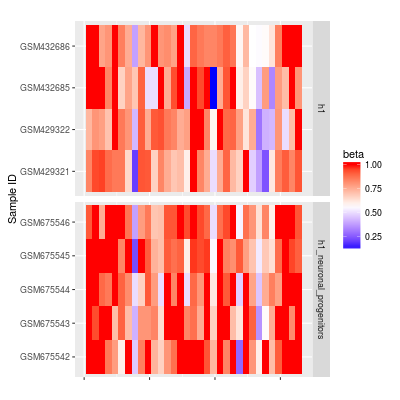 GSM432686
GSM432685
GSM429322
GSM429321
h1
GSM675546
GSM675545
GSM675544
GSM675543
GSM675542
h1_neuronal_progenitors
Sample ID
beta
1.00
0.75
0.50
0.25